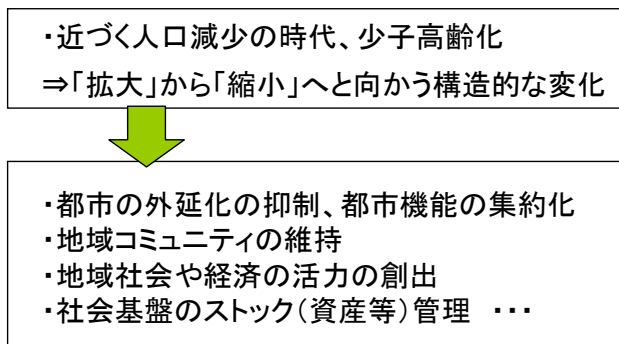 ・近づく人口減少の時代、少子高齢化
⇒「拡大」から「縮小」へと向かう構造的な変化
・都市の外延化の抑制、都市機能の集約化
・地域コミュニティの維持
・地域社会や経済の活力の創出
・社会基盤のストック(資産等)管理 ・・・